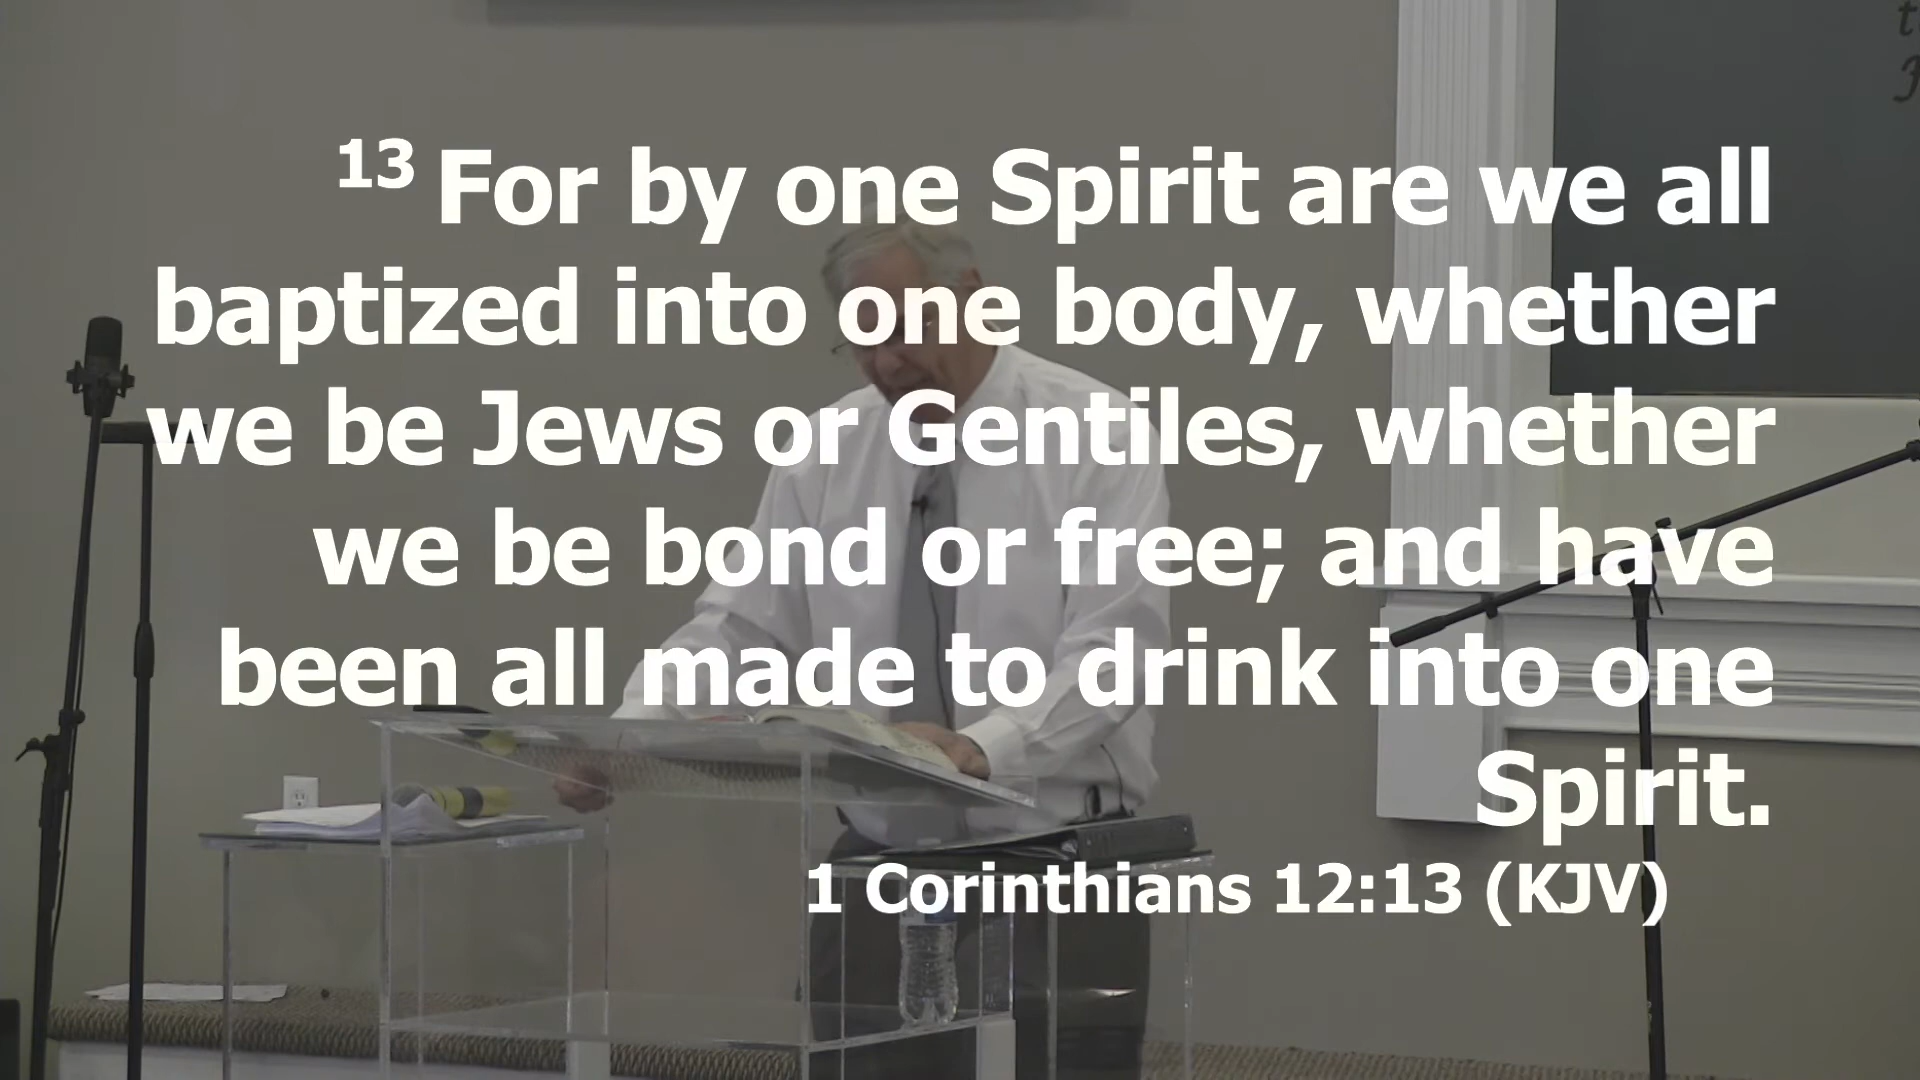 13 For by one Spirit are we all
baptized into one body, whether
we be Jews or Gentiles, whether
we be bond or free; and have
been all made to drink into one
Spirit.
1 Corinthians 12:13 (KJV)